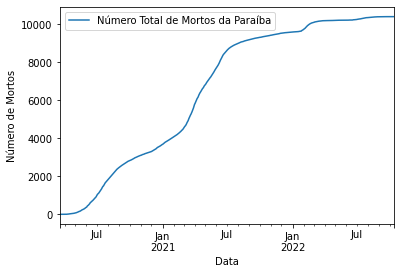 Número Total de Mortos da Paraíba
Número de Mortos
10000
8000
6000
4000
2000
0
Jul
Jan
2021
Jul
Jan
2022
Jul
Data